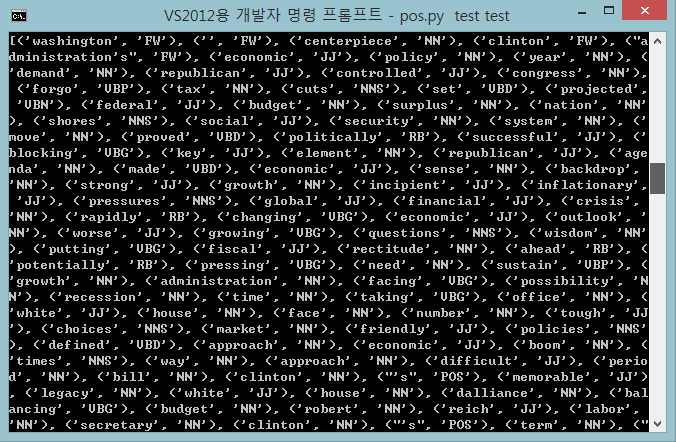 VS2012용 개발자 명령 프롬프트 - pos.py test test
[('washington', 'FW'), ('', 'FW'), ('centerpiece', 'NN'), ('clinton', 'FW'), ("a
dministration's", 'FW'), ('economic', 'JJ'), ('policy', 'NN'), ('year', 'NN'), (
'demand', 'NN'), ('republican', 'JJ'), ('controlled', 'JJ'), ('congress', 'NN'),
 ('forgo', 'VBP'), ('tax', 'NN'), ('cuts', 'NNS'), ('set', 'VBD'), ('projected',
 'VBN'), ('federal', 'JJ'), ('budget', 'NN'), ('surplus', 'NN'), ('nation', 'NN'
), ('shores', 'NNS'), ('social', 'JJ'), ('security', 'NN'), ('system', 'NN'), ('
move', 'NN'), ('proved', 'VBD'), ('politically', 'RB'), ('successful', 'JJ'), ('
blocking', 'VBG'), ('key', 'JJ'), ('element', 'NN'), ('republican', 'JJ'), ('age
nda', 'NN'), ('made', 'VBD'), ('economic', 'JJ'), ('sense', 'NN'), ('backdrop',
'NN'), ('strong', 'JJ'), ('growth', 'NN'), ('incipient', 'JJ'), ('inflationary',
 'JJ'), ('pressures', 'NNS'), ('global', 'JJ'), ('financial', 'JJ'), ('crisis',
'NN'), ('rapidly', 'RB'), ('changing', 'VBG'), ('economic', 'JJ'), ('outlook', '
NN'), ('worse', 'JJ'), ('growing', 'VBG'), ('questions', 'NNS'), ('wisdom', 'NN'
), ('putting', 'VBG'), ('fiscal', 'JJ'), ('rectitude', 'NN'), ('ahead', 'RB'), (
'potentially', 'RB'), ('pressing', 'VBG'), ('need', 'NN'), ('sustain', 'VBP'), (
'growth', 'NN'), ('administration', 'NN'), ('facing', 'VBG'), ('possibility', 'N
N'), ('recession', 'NN'), ('time', 'NN'), ('taking', 'VBG'), ('office', 'NN'), (
'white', 'JJ'), ('house', 'NN'), ('face', 'NN'), ('number', 'NN'), ('tough', 'JJ
'), ('choices', 'NNS'), ('market', 'NN'), ('friendly', 'JJ'), ('policies', 'NNS'
), ('defined', 'VBD'), ('approach', 'NN'), ('economic', 'JJ'), ('boom', 'NN'), (
'times', 'NNS'), ('way', 'NN'), ('approach', 'NN'), ('difficult', 'JJ'), ('perio
d', 'NN'), ('bill', 'NN'), ('clinton', 'NN'), ("'s", 'POS'), ('memorable', 'JJ')
, ('legacy', 'NN'), ('white', 'JJ'), ('house', 'NN'), ('dalliance', 'NN'), ('bal
ancing', 'VBG'), ('budget', 'NN'), ('robert', 'NN'), ('reich', 'JJ'), ('labor',
'NN'), ('secretary', 'NN'), ('clinton', 'NN'), ("'s", 'POS'), ('term', 'NN'), ("